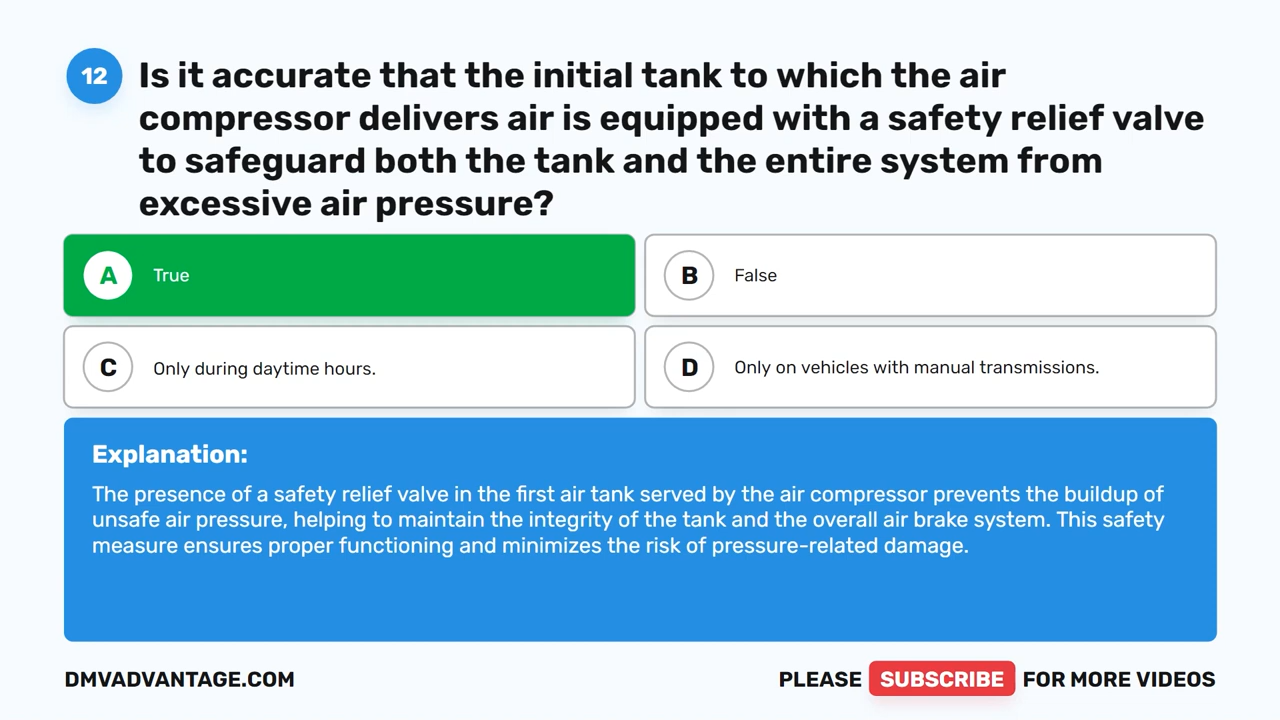 12
Is it accurate that the initial tank to which the air
compressor delivers air is equipped with a safety relief valve
to safeguard both the tank and the entire system from
excessive air pressure?
A True
B False
C Only during daytime hours.
D Only on vehicles with manual transmissions.
Explanation:
The presence of a safety relief valve in the first air tank served by the air compressor prevents the buildup of
unsafe air pressure, helping to maintain the integrity of the tank and the overall air brake system. This safety
measure ensures proper functioning and minimizes the risk of pressure-related damage.
DMVADVANTAGE.COM
PLEASE SUBSCRIBE FOR MORE VIDEOS